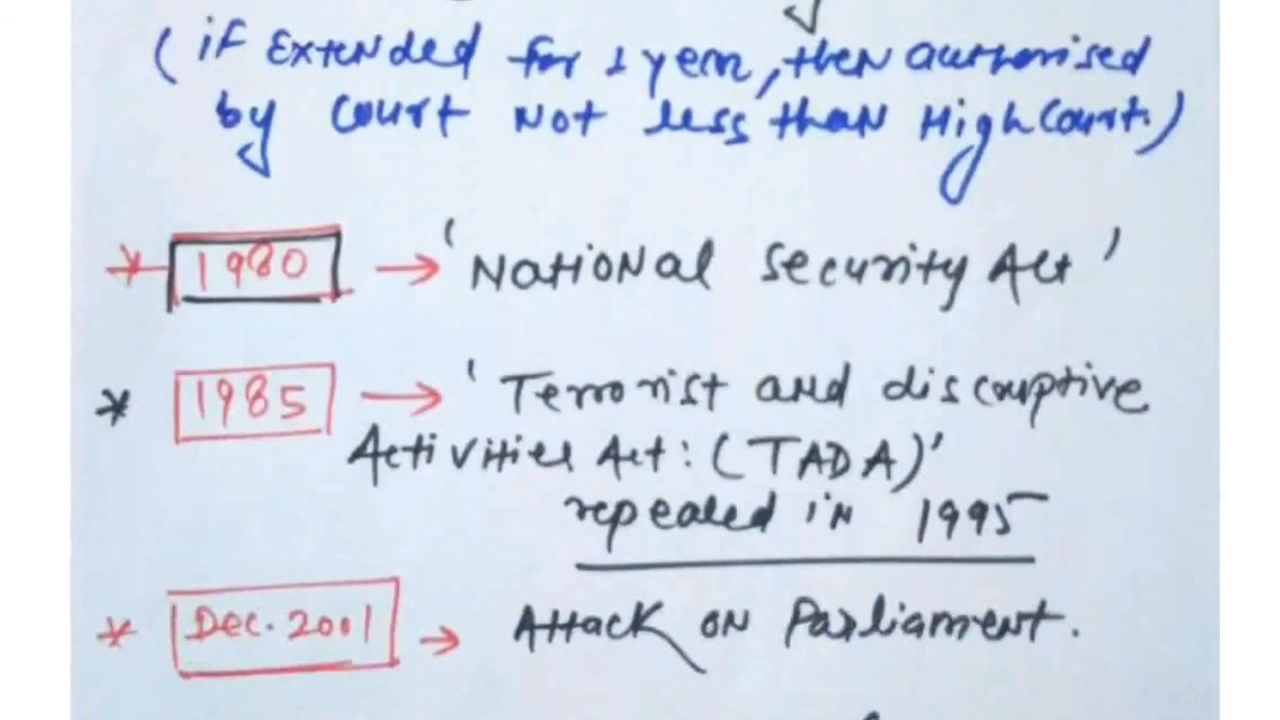 (if Extended for 1 year, then authorised
by Court Not less than High Court.)
* 1980 → 'National Security Act'
* 1985 → 'Terrorist and discruptive
Activities Act: (TADA)'
repealed in 1995
* Dec. 2001 → Attack on Parliament.